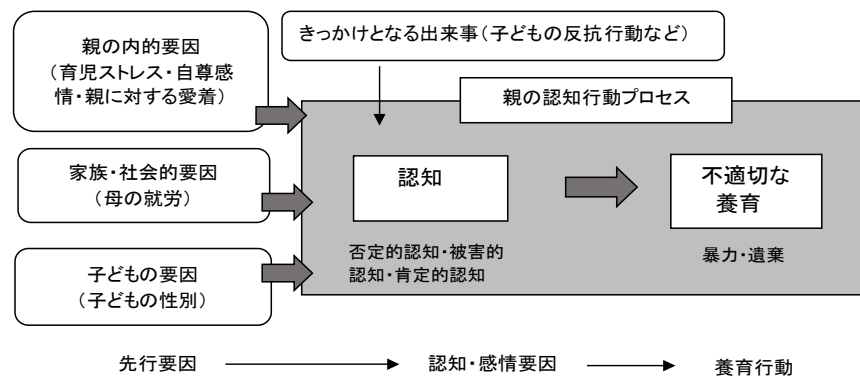 親の内的要因
（育児ストレス・自尊感
情・親に対する愛着）
きっかけとなる出来事（子どもの反抗行動など）
親の認知行動プロセス
家族・社会的要因
（母の就労）
認知
不適切な
養育
否定的認知・被害的
認知・肯定的認知
暴力・遺棄
子どもの要因
（子どもの性別）
先行要因
認知・感情要因
養育行動